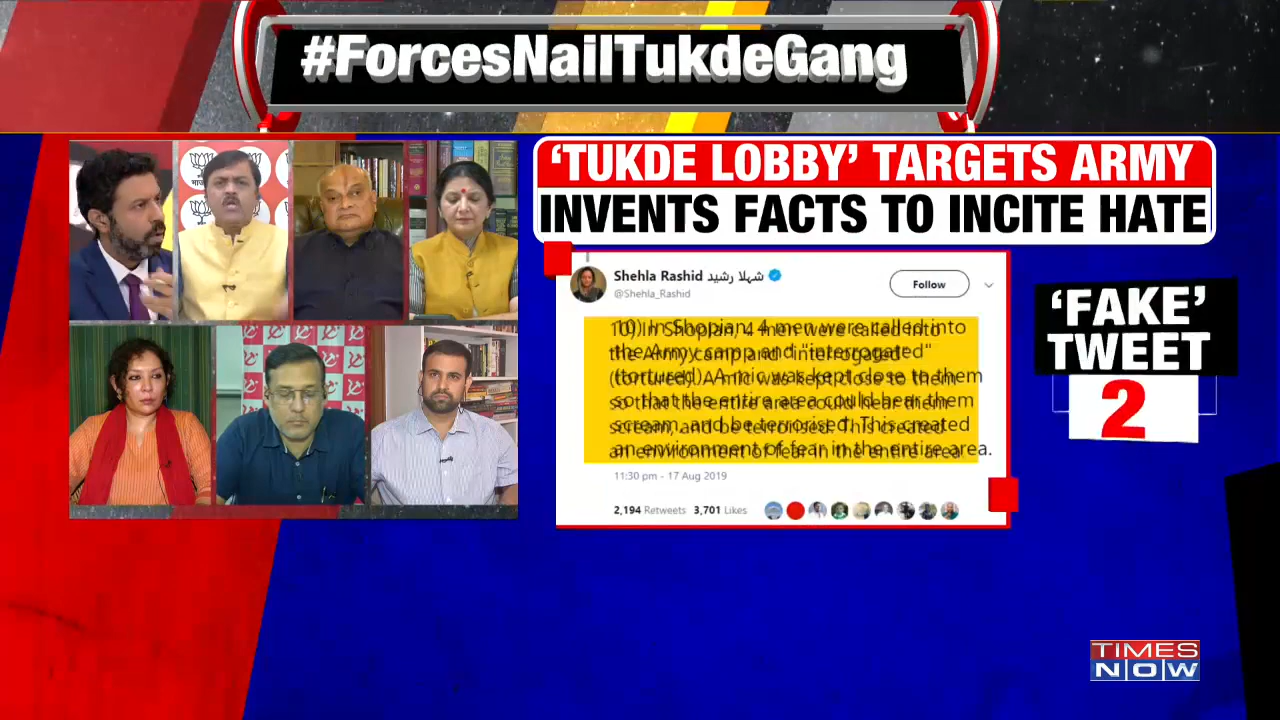 #ForcesNailTukdeGang
‘TUKDE LOBBY’ TARGETS ARMY
INVENTS FACTS TO INCITE HATE
Shehla Rashid شہلا رشید
@Shehla_Rashid
Follow
10) In Shopian, 4 men were called into
the Army camp and "interrogated"
(tortured). A mic was kept close to them
so that the entire area could hear them
scream, and be terrorised. This created
an environment of fear in the entire area.
11:30 pm - 17 Aug 2019
2,194 Retweets 3,701 Likes
‘FAKE’
TWEET
2
TIMES
NOW